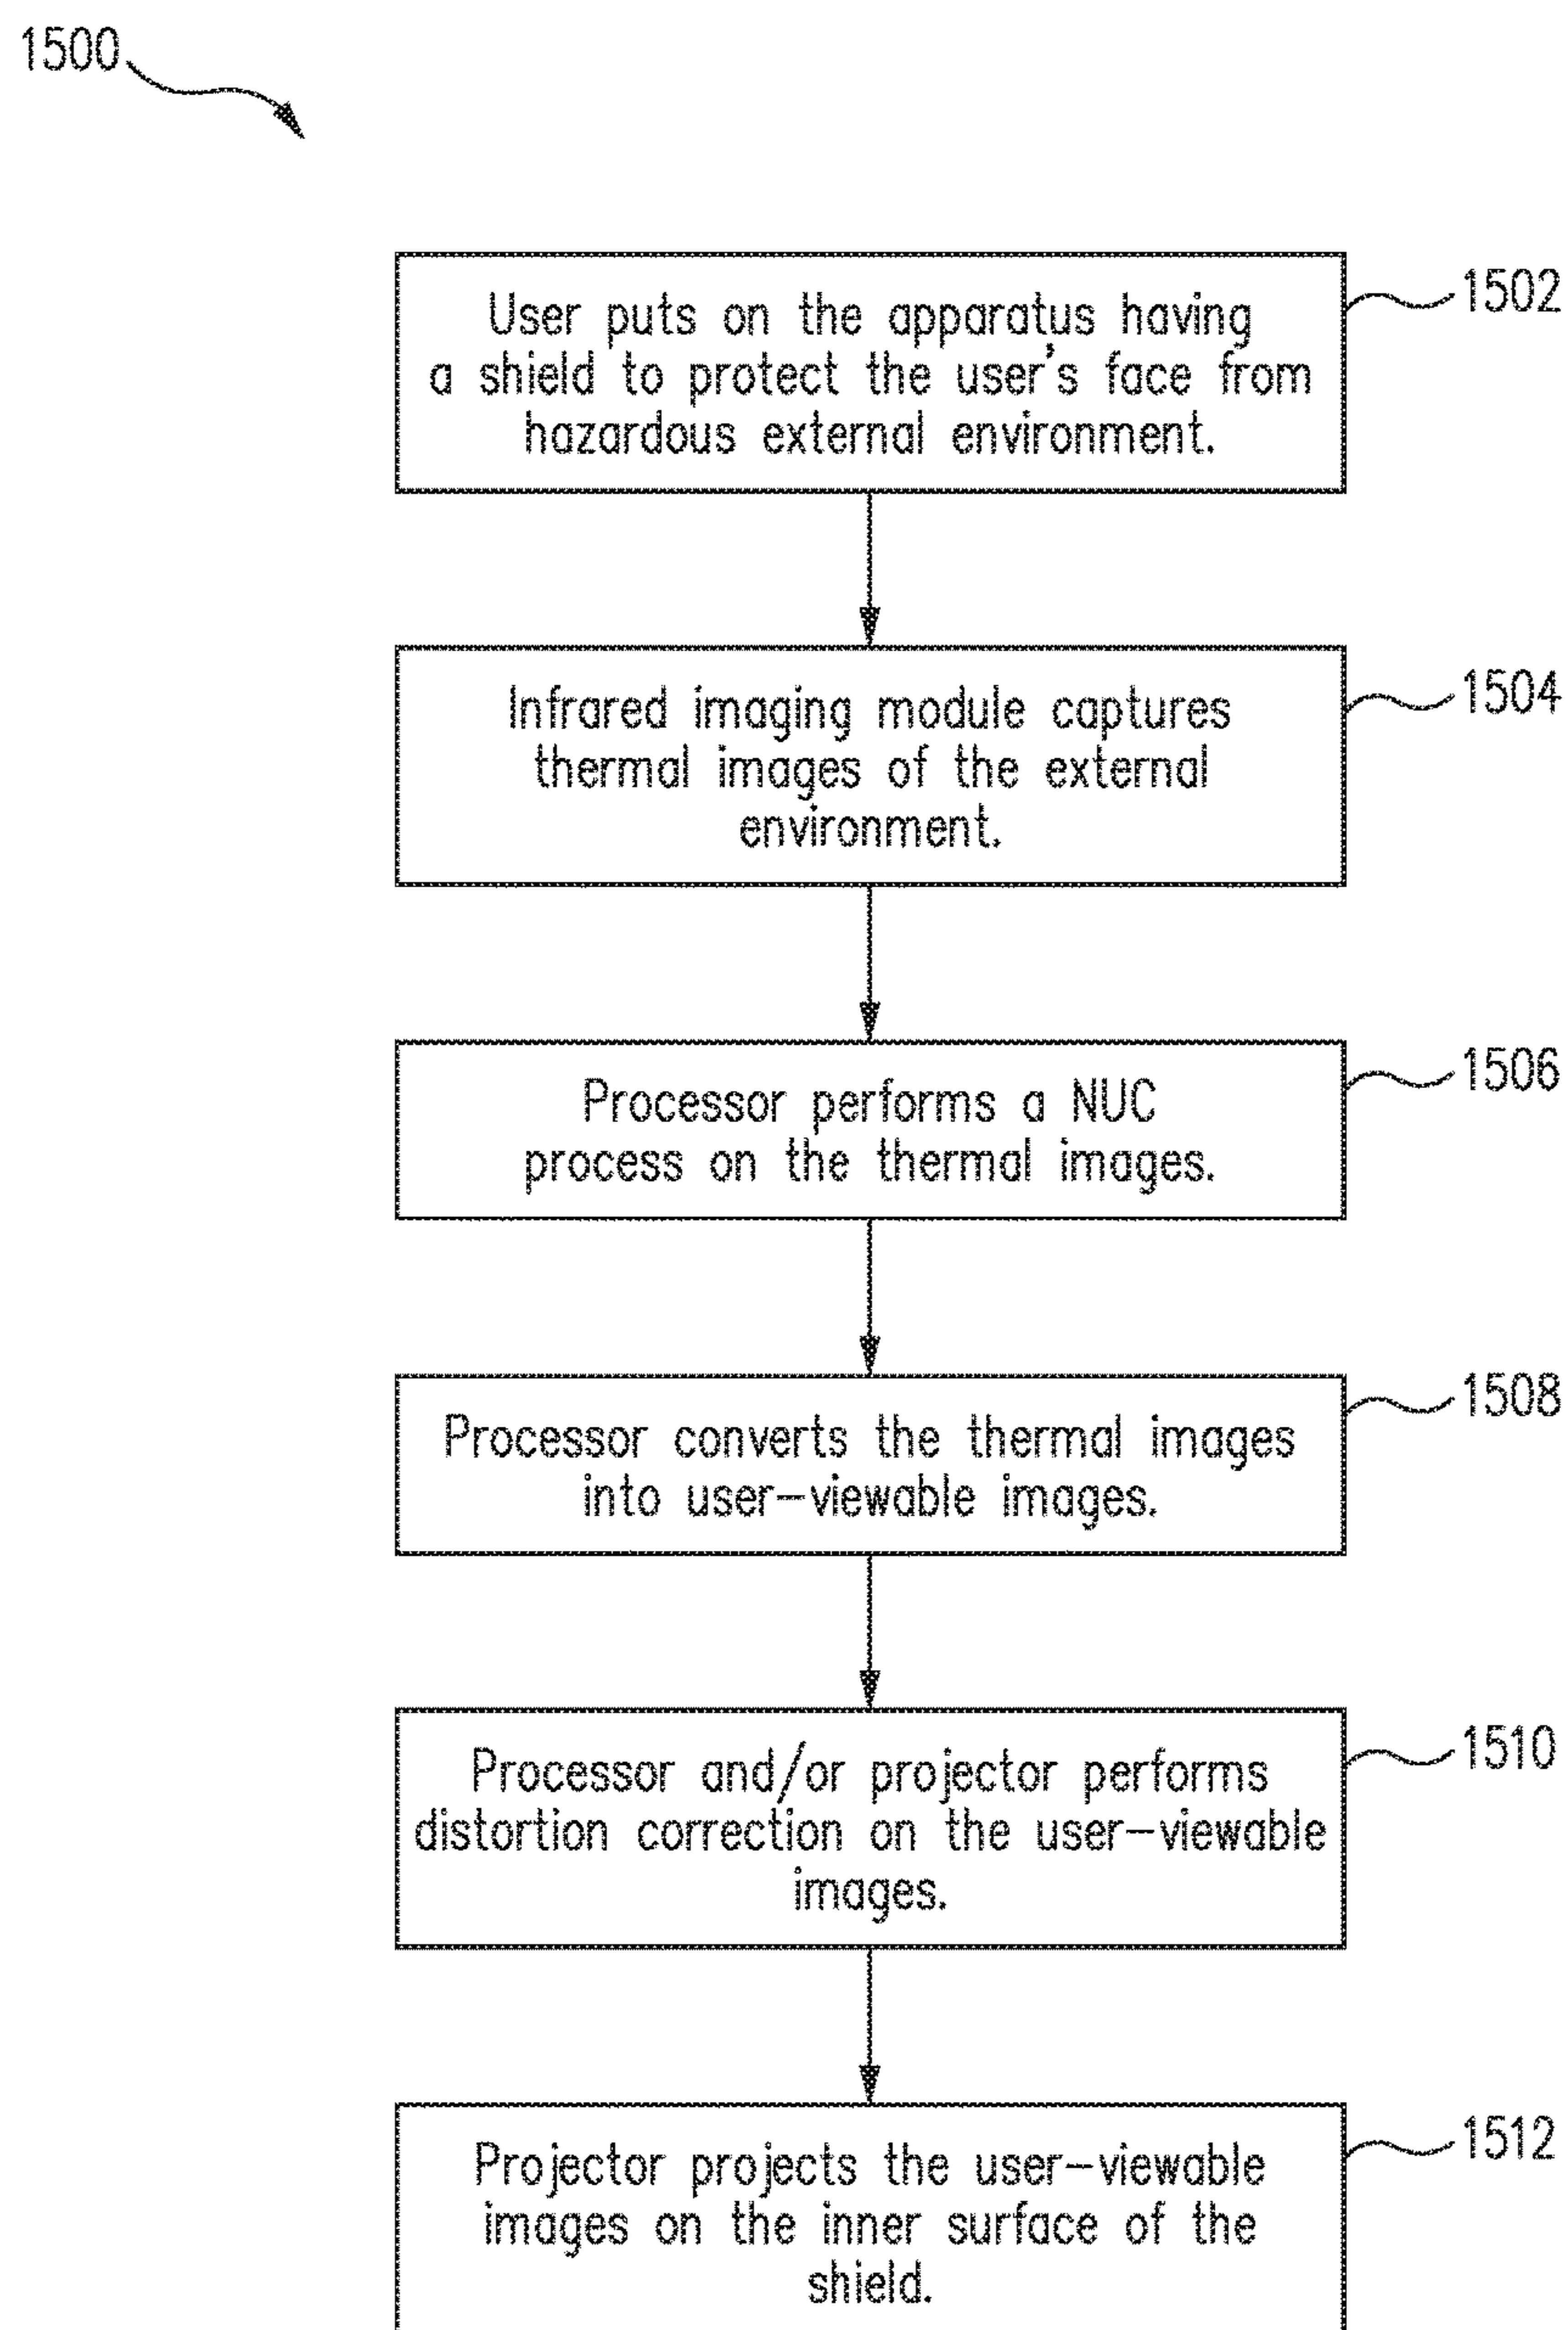 1500
User puts on the apparatus having
a shield to protect the user's face from
hazardous external environment.
1502
Infrared imaging module captures
thermal images of the external
environment.
1504
Processor performs a NUC
process on the thermal images.
1506
Processor converts the thermal images
into user-viewable images.
1508
Processor and/or projector performs
distortion correction on the user-viewable
images.
1510
Projector projects the user-viewable
images on the inner surface of the
shield.
1512